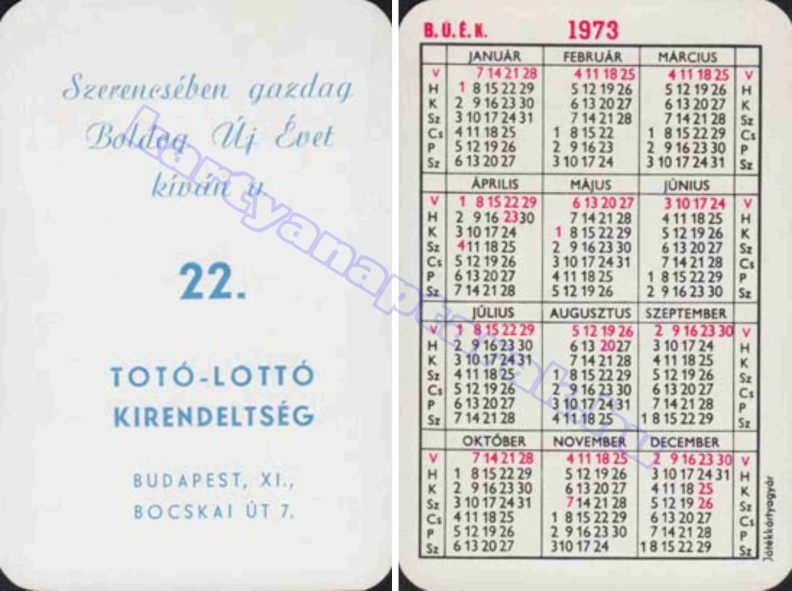 Szerencsében gazdag
Boldog Új Évet
kíván a
22.
TOTÓ-LOTTÓ
KIRENDELTSÉG
BUDAPEST, XI.,
BOCSKAI ÚT 7.
kartyanaptarak.hu
B. Ú. É. K. 1973
JANUÁR FEBRUÁR MÁRCIUS
V 7 14 21 28 4 11 18 25 4 11 18 25 V
H 1 8 15 22 29 5 12 19 26 5 12 19 26 H
K 2 9 16 23 30 6 13 20 27 6 13 20 27 K
Sz 3 10 17 24 31 7 14 21 28 7 14 21 28 Sz
Cs 4 11 18 25 1 8 15 22 1 8 15 22 29 Cs
P 5 12 19 26 2 9 16 23 2 9 16 23 30 P
Sz 6 13 20 27 3 10 17 24 3 10 17 24 31 Sz
ÁPRILIS MÁJUS JÚNIUS
V 1 8 15 22 29 6 13 20 27 3 10 17 24 V
H 2 9 16 23 30 7 14 21 28 4 11 18 25 H
K 3 10 17 24 1 8 15 22 29 5 12 19 26 K
Sz 4 11 18 25 2 9 16 23 30 6 13 20 27 Sz
Cs 5 12 19 26 3 10 17 24 31 7 14 21 28 Cs
P 6 13 20 27 4 11 18 25 1 8 15 22 29 P
Sz 7 14 21 28 5 12 19 26 2 9 16 23 30 Sz
JÚLIUS AUGUSZTUS SZEPTEMBER
V 1 8 15 22 29 5 12 19 26 2 9 16 23 30 V
H 2 9 16 23 30 6 13 20 27 3 10 17 24 H
K 3 10 17 24 31 7 14 21 28 4 11 18 25 K
Sz 4 11 18 25 1 8 15 22 29 5 12 19 26 Sz
Cs 5 12 19 26 2 9 16 23 30 6 13 20 27 Cs
P 6 13 20 27 3 10 17 24 31 7 14 21 28 P
Sz 7 14 21 28 4 11 18 25 1 8 15 22 29 Sz
OKTÓBER NOVEMBER DECEMBER
V 7 14 21 28 4 11 18 25 2 9 16 23 30 V
H 1 8 15 22 29 5 12 19 26 3 10 17 24 31 H
K 2 9 16 23 30 6 13 20 27 4 11 18 25 K
Sz 3 10 17 24 31 7 14 21 28 5 12 19 26 Sz
Cs 4 11 18 25 1 8 15 22 29 6 13 20 27 Cs
P 5 12 19 26 2 9 16 23 30 7 14 21 28 P
Sz 6 13 20 27 3 10 17 24 1 8 15 22 29 Sz
Játékkártyagyár